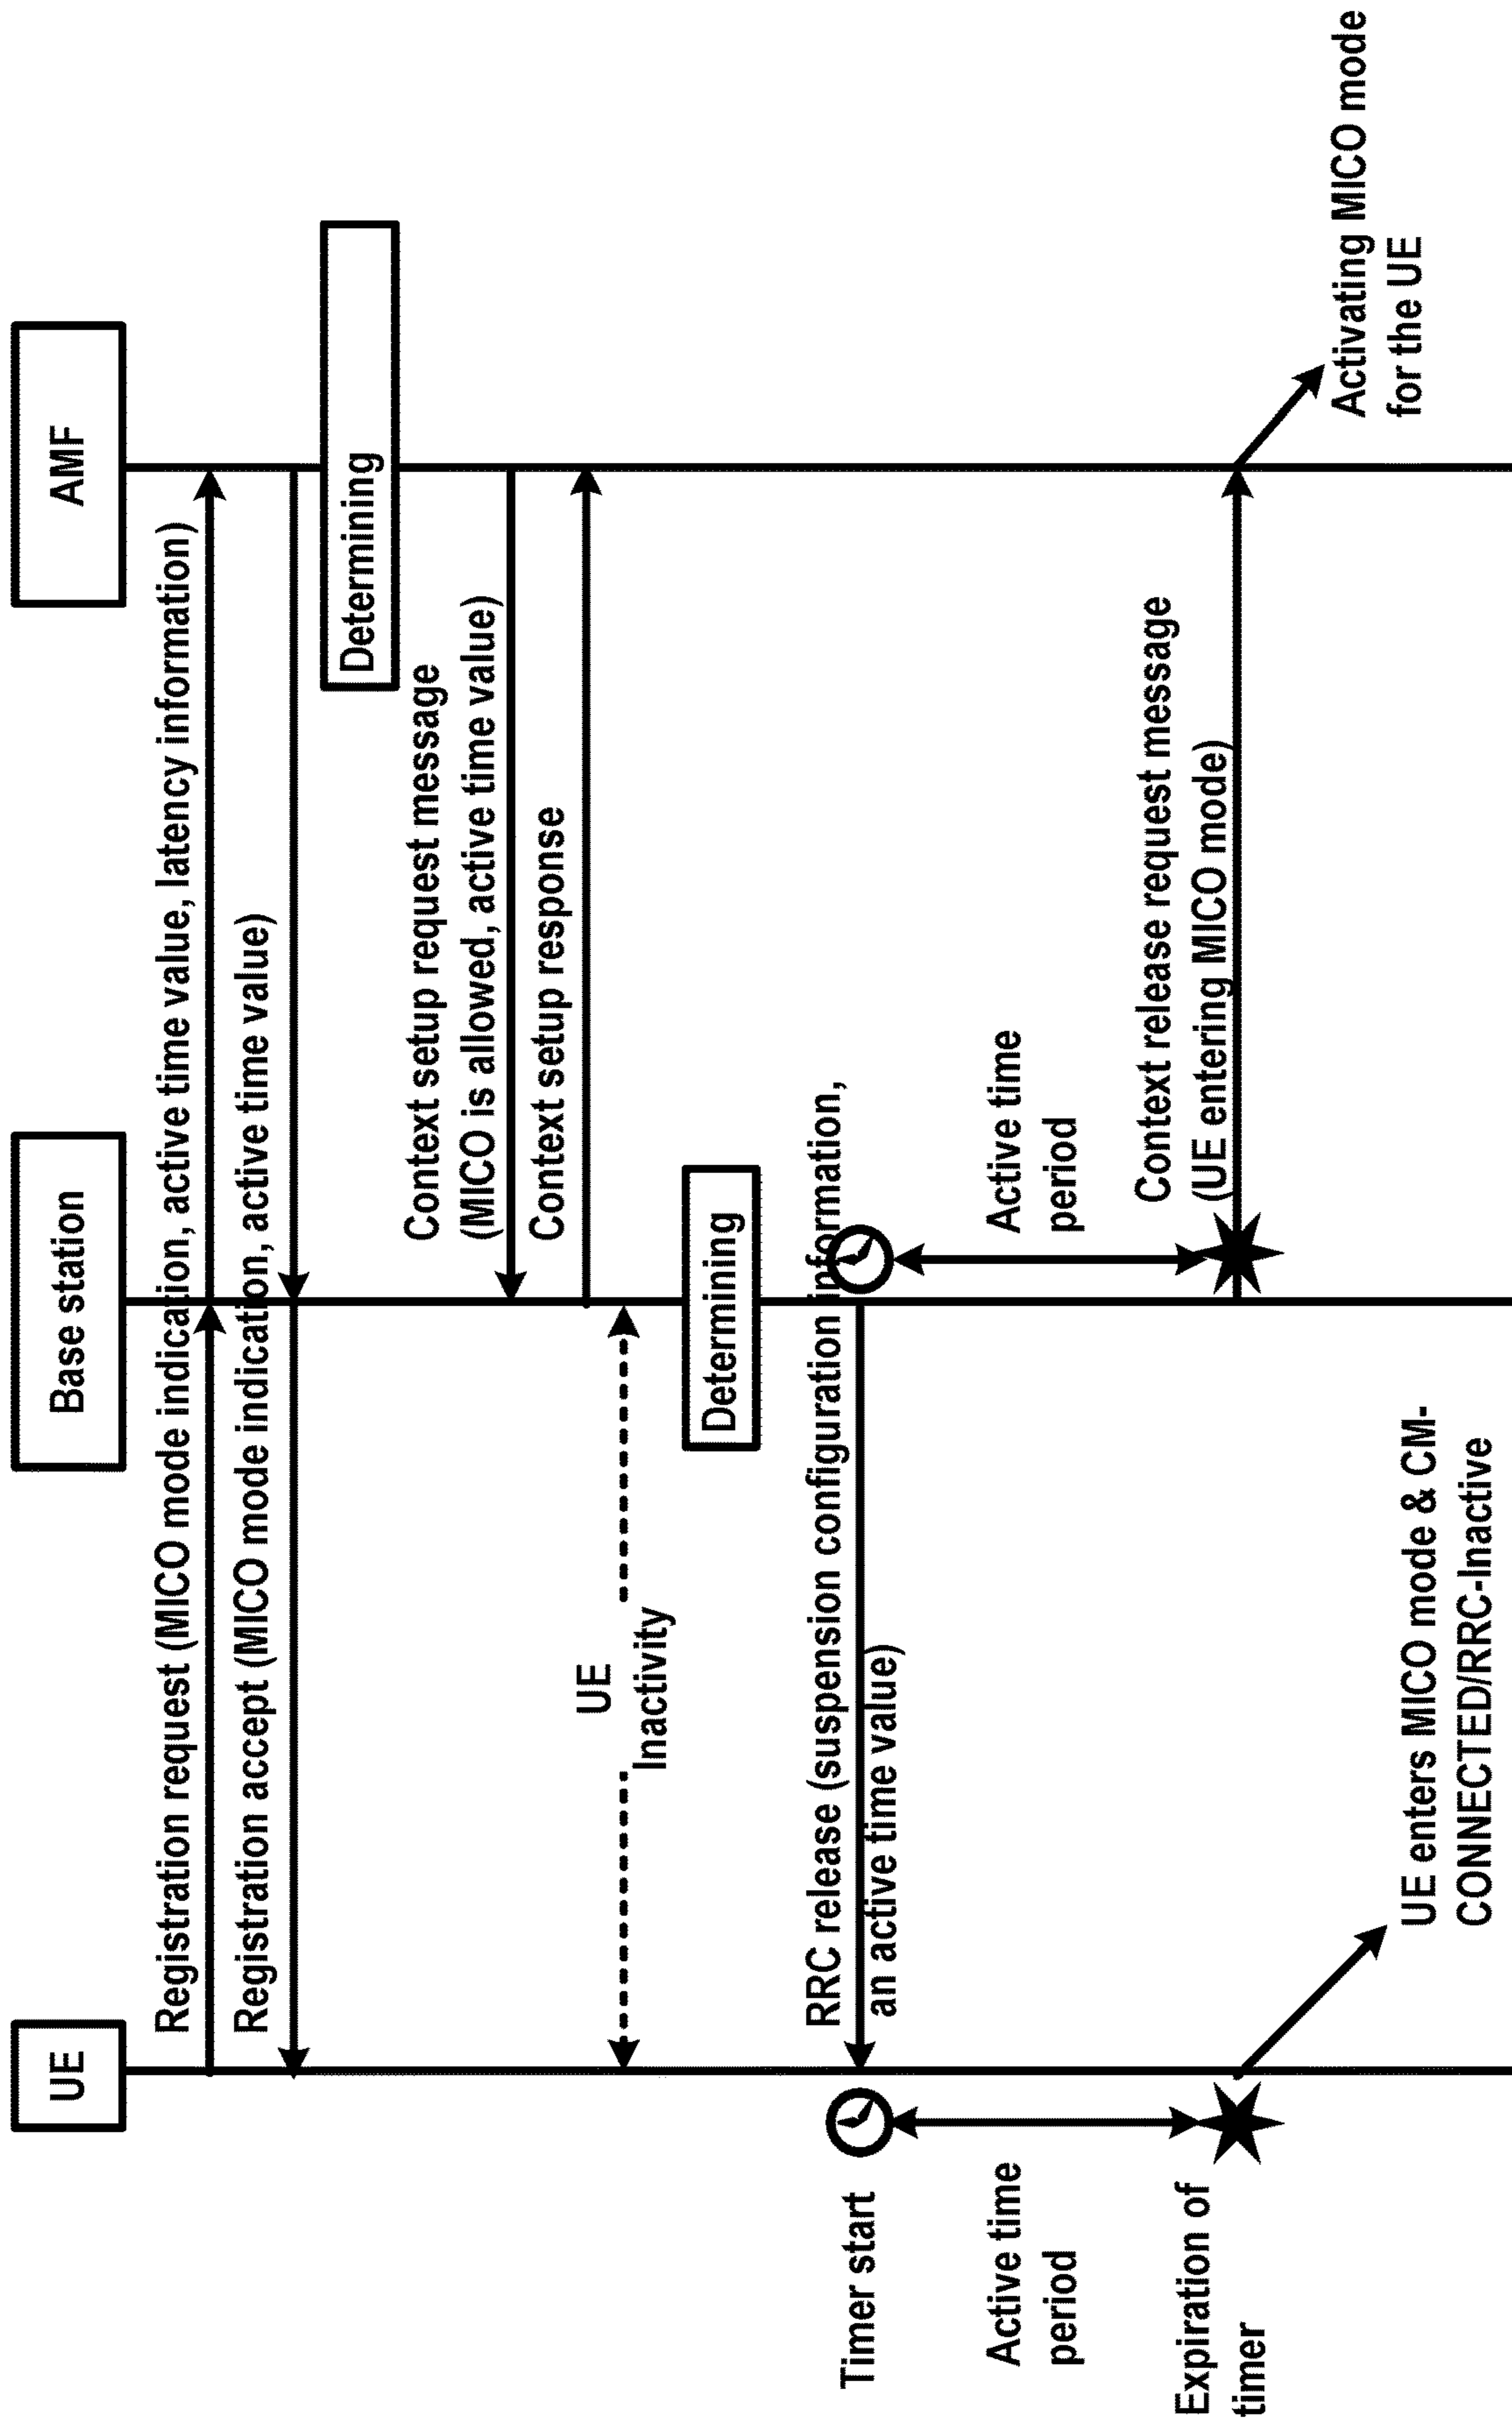 UE
Base station
AMF
Registration request (MICO mode indication, active time value, latency information)
Registration accept (MICO mode indication, active time value)
Determining
Context setup request message
(MICO is allowed, active time value)
Context setup response
UE
Inactivity
Determining
RRC release (suspension configuration information,
an active time value)
Timer start
Active time
period
Active time
period
Expiration of
timer
Context release request message
(UE entering MICO mode)
Activating MICO mode
for the UE
UE enters MICO mode & CM-
CONNECTED/RRC-Inactive